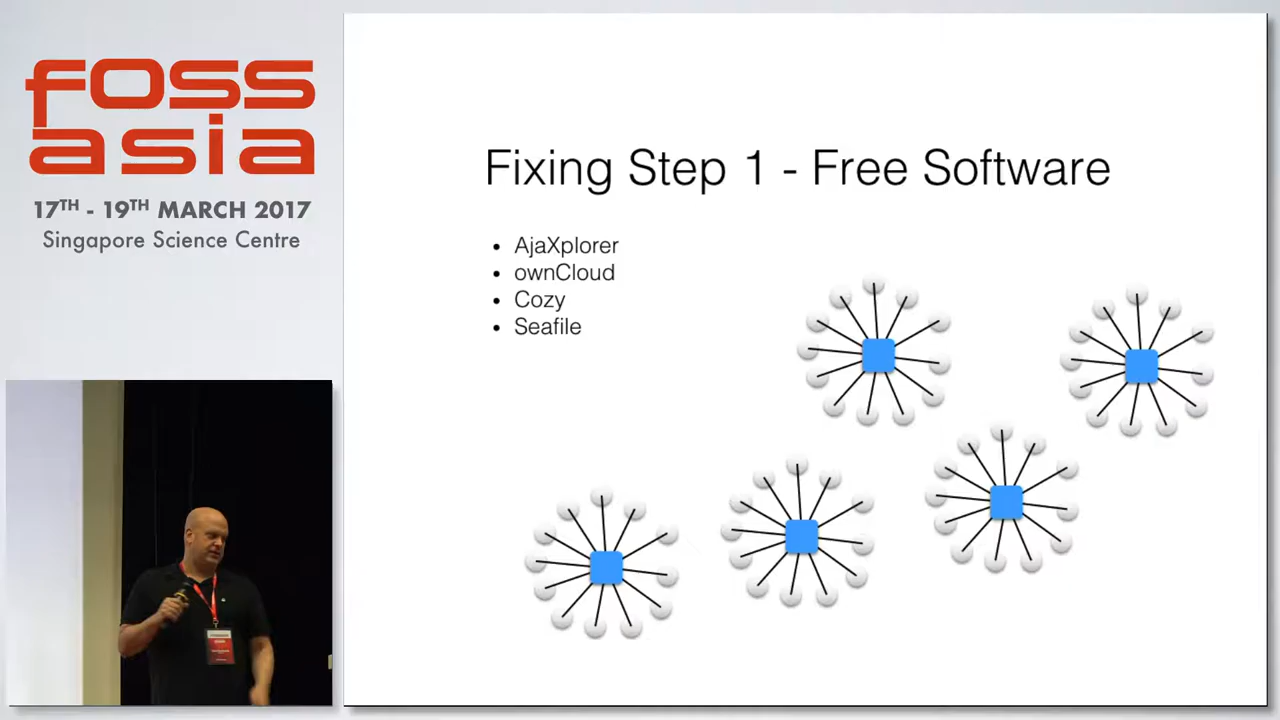 foss
asia
17TH - 19TH MARCH 2017
Singapore Science Centre
Fixing Step 1 - Free Software
• AjaXplorer
• ownCloud
• Cozy
• Seafile